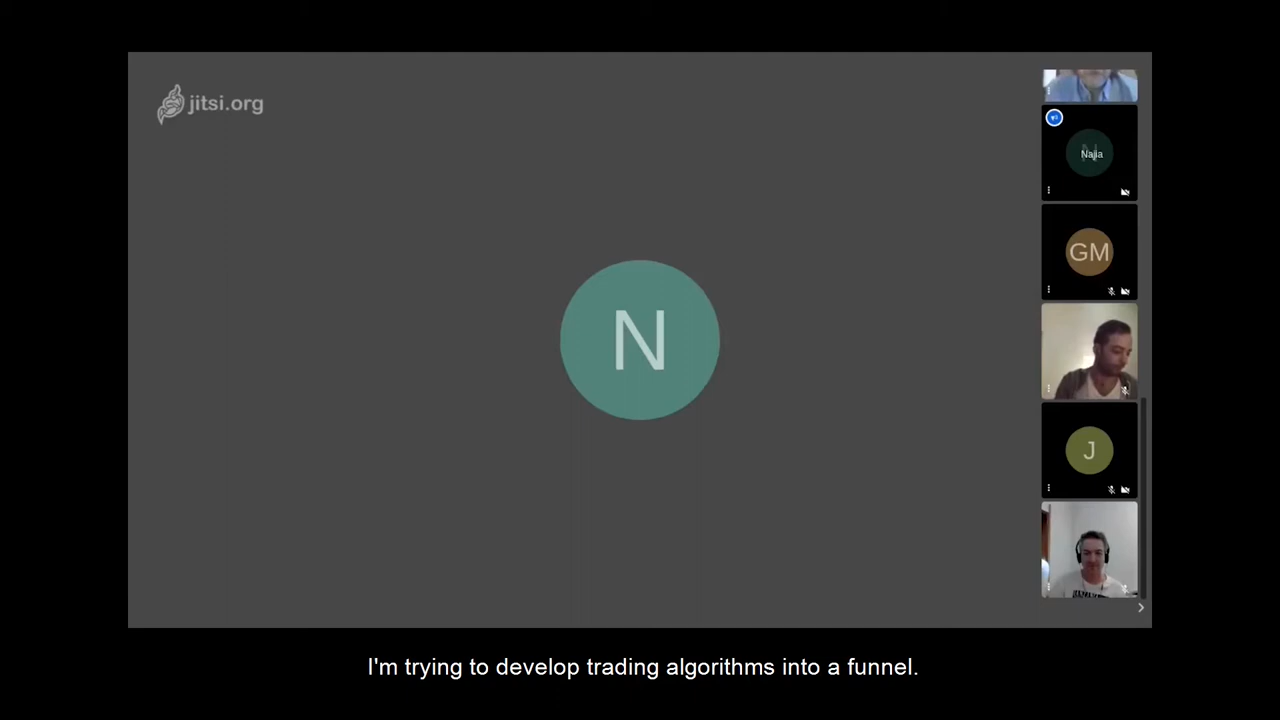 jitsi.org
Najia
GM
N
J
I'm trying to develop trading algorithms into a funnel.